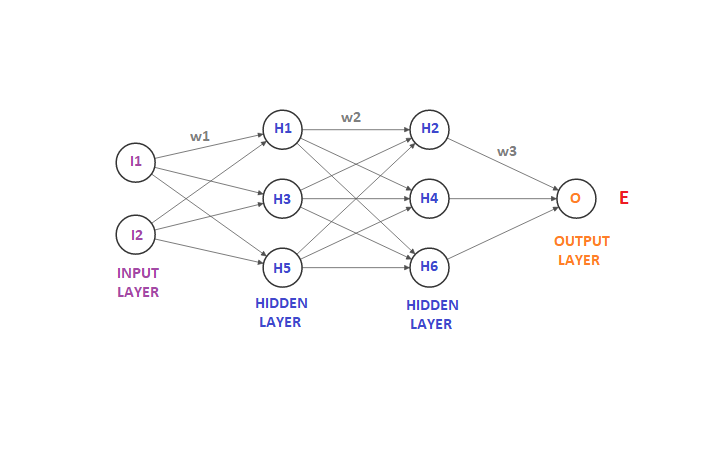 w1
w2
w3
I1
I2
H1
H3
H5
H2
H4
H6
O
E
INPUT
LAYER
HIDDEN
LAYER
HIDDEN
LAYER
OUTPUT
LAYER